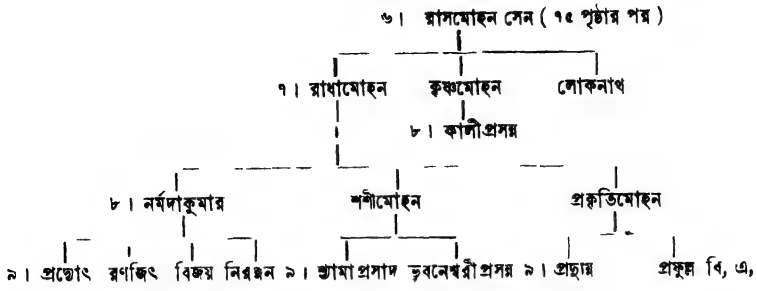 ৬। রামমোহন সেন ( ১৫ পৃষ্ঠার পর )
৭। রাধামোহন কৃষ্ণমোহন লোকনাথ
৮। কালীপ্রসন্ন
৮। নর্মদাকুমার শশীমোহন প্রকৃতিমোহন
৯। প্রদ্যোৎ রণজিৎ বিজয় নিরঞ্জন ৯। শ্যামাপ্রসাদ ভুবনেশ্বরীপ্রসন্ন ৯। প্রদ্যুম্ন প্রফুল্ল বি, এ,